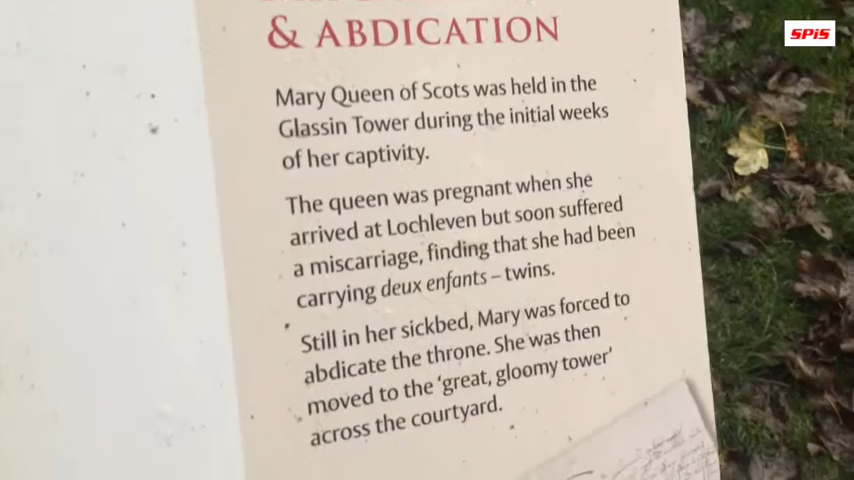 & ABDICATION
Mary Queen of Scots was held in the
Glassin Tower during the initial weeks
of her captivity.
The queen was pregnant when she
arrived at Lochleven but soon suffered
a miscarriage, finding that she had been
carrying deux enfants – twins.
Still in her sickbed, Mary was forced to
abdicate the throne. She was then
moved to the ‘great, gloomy tower’
across the courtyard.
SPiS